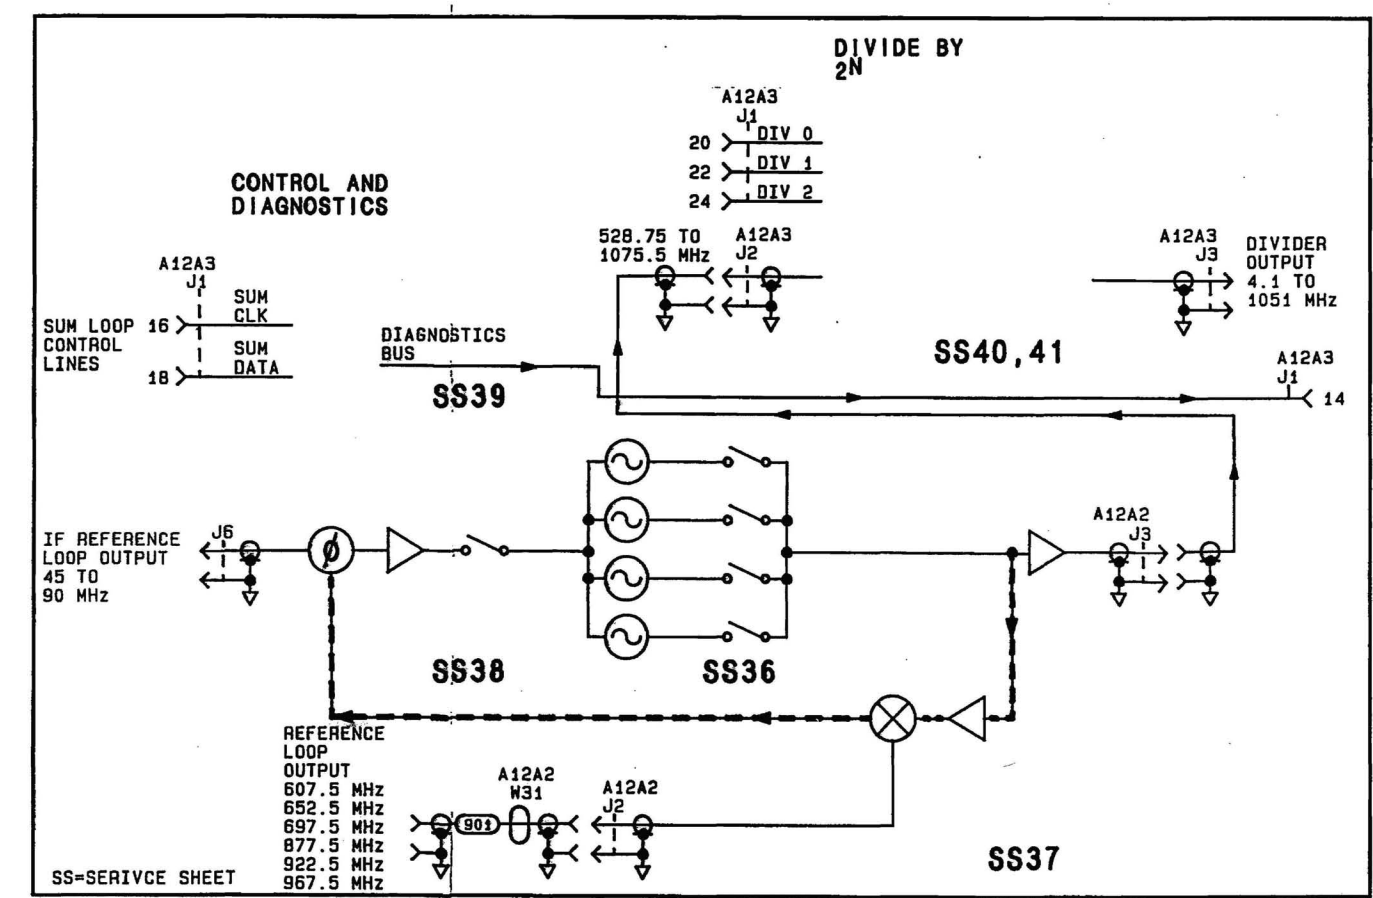 DIVIDE BY
2N
A12A3
J1
20 DIV 0
22 DIV 1
24 DIV 2
CONTROL AND
DIAGNOSTICS
528.75 TO
1075.5 MHz
A12A3
J2
A12A3
J3
DIVIDER
OUTPUT
4.1 TO
1051 MHz
A12A3
J1
SUM LOOP
CONTROL
LINES
16
SUM
CLK
18
SUM
DATA
DIAGNOSTICS
BUS
SS39
SS40,41
A12A3
J1
14
IF REFERENCE
LOOP OUTPUT
45 TO
90 MHz
J6
ø
A12A2
J3
SS38
SS36
REFERENCE
LOOP
OUTPUT
607.5 MHz
652.5 MHz
697.5 MHz
877.5 MHz
922.5 MHz
967.5 MHz
901
A12A2
W31
A12A2
J2
SS37
SS=SERIVCE SHEET